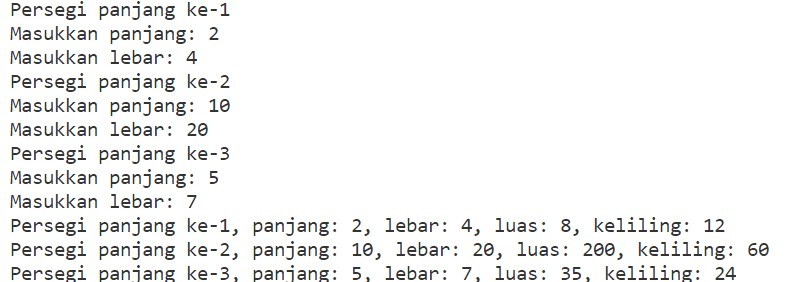 Persegi panjang ke-1
Masukkan panjang: 2
Masukkan lebar: 4
Persegi panjang ke-2
Masukkan panjang: 10
Masukkan lebar: 20
Persegi panjang ke-3
Masukkan panjang: 5
Masukkan lebar: 7
Persegi panjang ke-1, panjang: 2, lebar: 4, luas: 8, keliling: 12
Persegi panjang ke-2, panjang: 10, lebar: 20, luas: 200, keliling: 60
Persegi panjang ke-3, panjang: 5, lebar: 7, luas: 35, keliling: 24